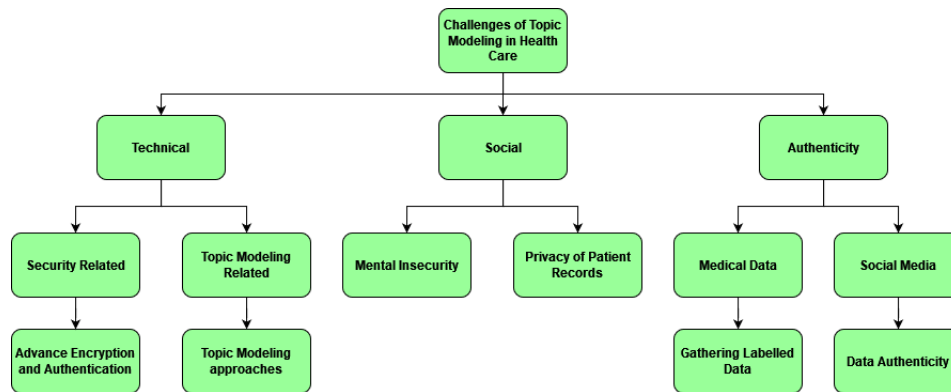 Challenges of Topic
Modeling in Health
Care
Technical
Social
Authenticity
Security Related
Topic Modeling
Related
Mental Insecurity
Privacy of Patient
Records
Medical Data
Social Media
Advance Encryption
and Authentication
Topic Modeling
approaches
Gathering Labelled
Data
Data Authenticity